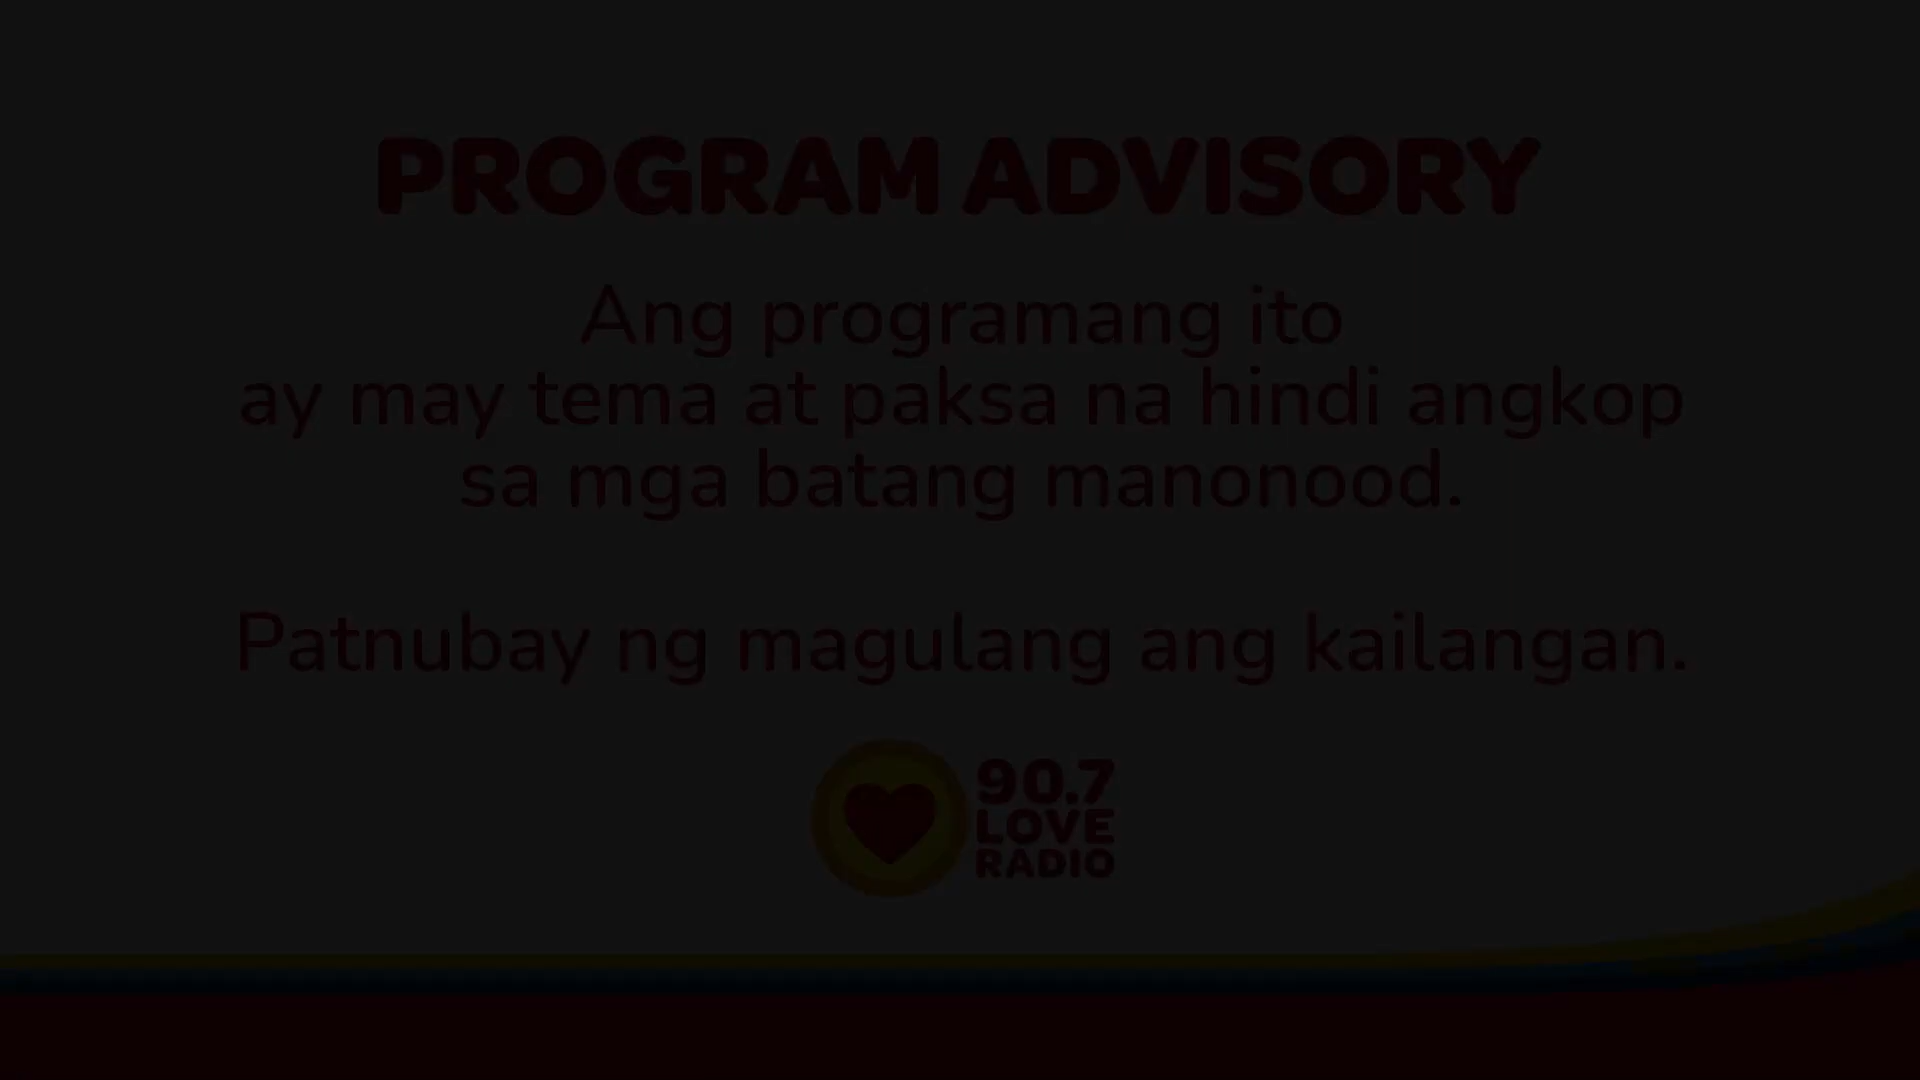 PROGRAM ADVISORY
Ang programang ito
ay may tema at paksa na hindi angkop
sa mga batang manonood.
Patnubay ng magulang ang kailangan.
90.7
LOVE
RADIO